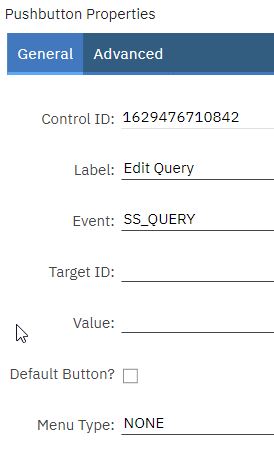 Pushbutton Properties
General Advanced
Control ID: 1629476710842
Label: Edit Query
Event: SS_QUERY
Target ID:
Value:
Default Button?
Menu Type: NONE